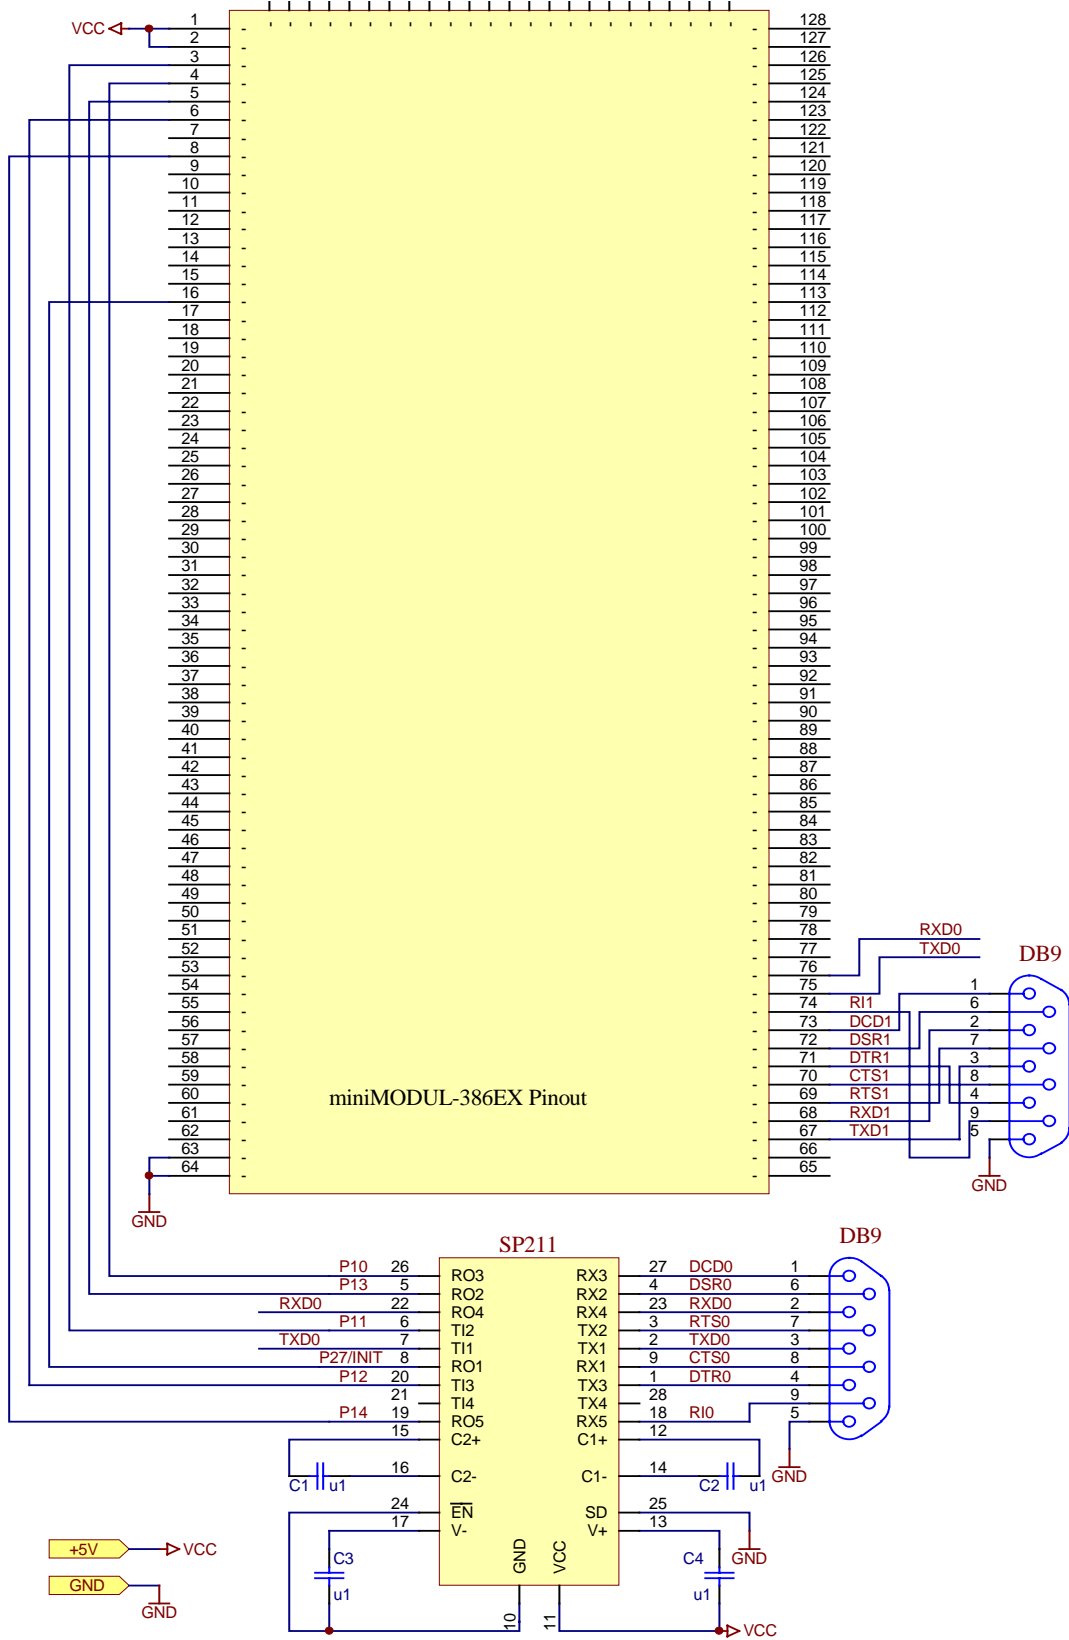 VCC 1 128
2 127
3 126
4 125
5 124
6 123
7 122
8 121
9 120
10 119
11 118
12 117
13 116
14 115
15 114
16 113
17 112
18 111
19 110
20 109
21 108
22 107
23 106
24 105
25 104
26 103
27 102
28 101
29 100
30 99
31 98
32 97
33 96
34 95
35 94
36 93
37 92
38 91
39 90
40 89
41 88
42 87
43 86
44 85
45 84
46 83
47 82
48 81
49 80
50 79
51 78 RXD0
52 77 TXD0
53 76 DB9
54 75 1
55 74 RI1 6
56 73 DCD1 2
57 72 DSR1 7
58 71 DTR1 3
59 70 CTS1 8
60 69 RTS1 4
miniMODUL-386EX Pinout
61 68 RXD1 9
62 67 TXD1 5
63 66
64 65
GND GND
SP211 DB9
P10 26 RO3 RX3 27 DCD0 1
P13 5 RO2 RX2 4 DSR0 6
RXD0 22 RO4 RX4 23 RXD0 2
P11 6 TI2 TX2 3 RTS0 7
TXD0 7 TI1 TX1 2 TXD0 3
P27/INIT 8 RO1 RX1 9 CTS0 8
P12 20 TI3 TX3 1 DTR0 4
21 TI4 TX4 28 9
P14 19 RO5 RX5 18 RI0 5
15 C2+ C1+ 12
GND
C1 u1 16 C2- C1- 14 C2 u1
24 EN SD 25
17 V- V+ 13
+5V VCC C3 GND VCC C4 GND
GND u1 u1
GND 10 11 VCC